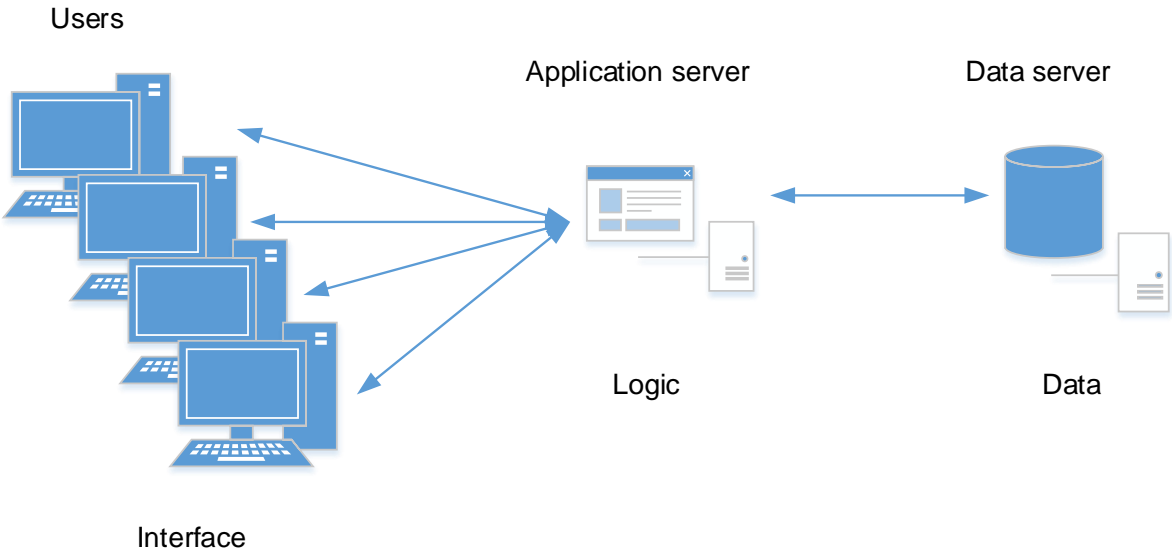 Users
Application server
Data server
Logic
Data
Interface